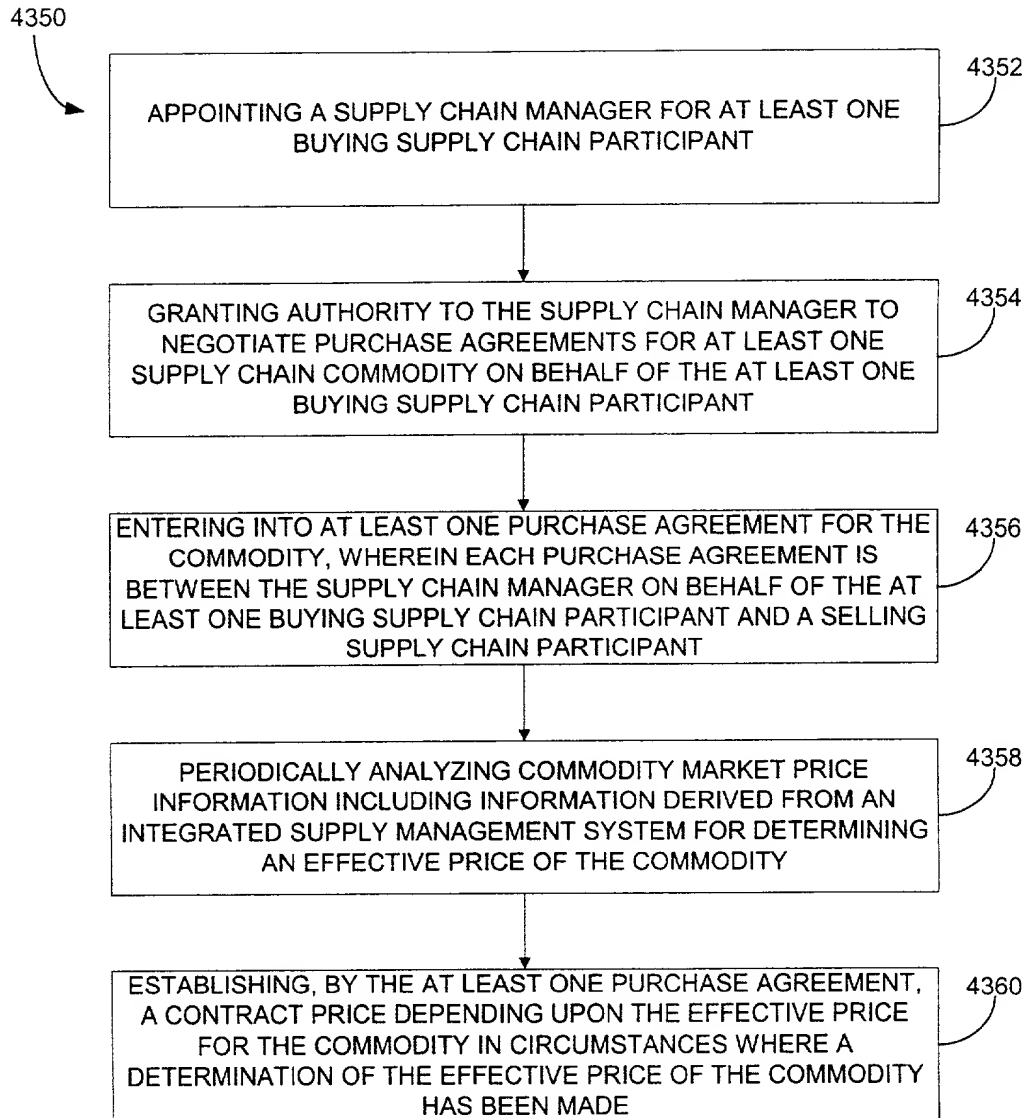 4350
4352
APPOINTING A SUPPLY CHAIN MANAGER FOR AT LEAST ONE
BUYING SUPPLY CHAIN PARTICIPANT
4354
GRANTING AUTHORITY TO THE SUPPLY CHAIN MANAGER TO
NEGOTIATE PURCHASE AGREEMENTS FOR AT LEAST ONE
SUPPLY CHAIN COMMODITY ON BEHALF OF THE AT LEAST ONE
BUYING SUPPLY CHAIN PARTICIPANT
4356
ENTERING INTO AT LEAST ONE PURCHASE AGREEMENT FOR THE
COMMODITY, WHEREIN EACH PURCHASE AGREEMENT IS
BETWEEN THE SUPPLY CHAIN MANAGER ON BEHALF OF THE AT
LEAST ONE BUYING SUPPLY CHAIN PARTICIPANT AND A SELLING
SUPPLY CHAIN PARTICIPANT
4358
PERIODICALLY ANALYZING COMMODITY MARKET PRICE
INFORMATION INCLUDING INFORMATION DERIVED FROM AN
INTEGRATED SUPPLY MANAGEMENT SYSTEM FOR DETERMINING
AN EFFECTIVE PRICE OF THE COMMODITY
4360
ESTABLISHING, BY THE AT LEAST ONE PURCHASE AGREEMENT,
A CONTRACT PRICE DEPENDING UPON THE EFFECTIVE PRICE
FOR THE COMMODITY IN CIRCUMSTANCES WHERE A
DETERMINATION OF THE EFFECTIVE PRICE OF THE COMMODITY
HAS BEEN MADE